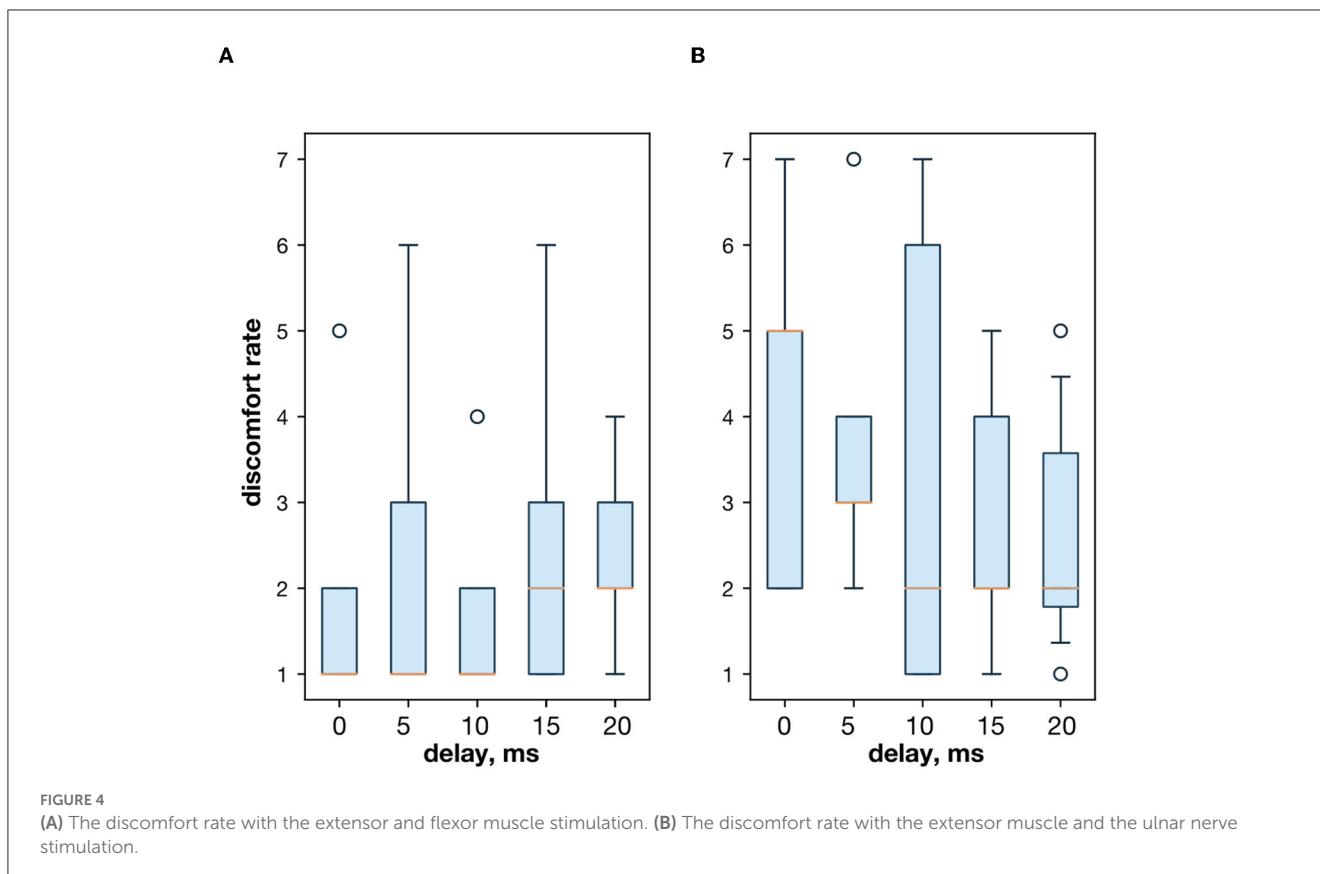 A
B
7
6
5
4
3
2
1
discomfort rate
0 5 10 15 20
delay, ms
7
6
5
4
3
2
1
0 5 10 15 20
delay, ms
FIGURE 4
(A) The discomfort rate with the extensor and flexor muscle stimulation. (B) The discomfort rate with the extensor muscle and the ulnar nerve
stimulation.